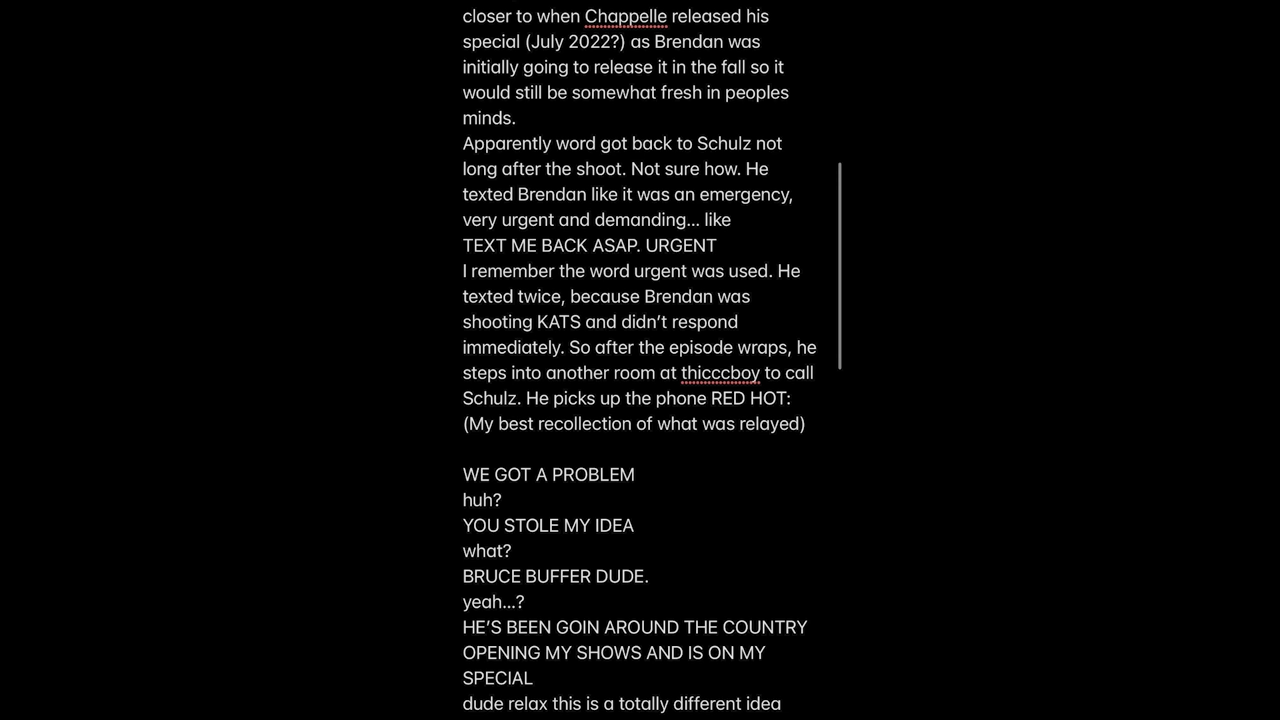 closer to when Chappelle released his
special (July 2022?) as Brendan was
initially going to release it in the fall so it
would still be somewhat fresh in peoples
minds.
Apparently word got back to Schulz not
long after the shoot. Not sure how. He
texted Brendan like it was an emergency,
very urgent and demanding... like
TEXT ME BACK ASAP. URGENT
I remember the word urgent was used. He
texted twice, because Brendan was
shooting KATS and didn’t respond
immediately. So after the episode wraps, he
steps into another room at thicccboy to call
Schulz. He picks up the phone RED HOT:
(My best recollection of what was relayed)

WE GOT A PROBLEM
huh?
YOU STOLE MY IDEA
what?
BRUCE BUFFER DUDE.
yeah...?
HE’S BEEN GOIN AROUND THE COUNTRY
OPENING MY SHOWS AND IS ON MY
SPECIAL
dude relax this is a totally different idea